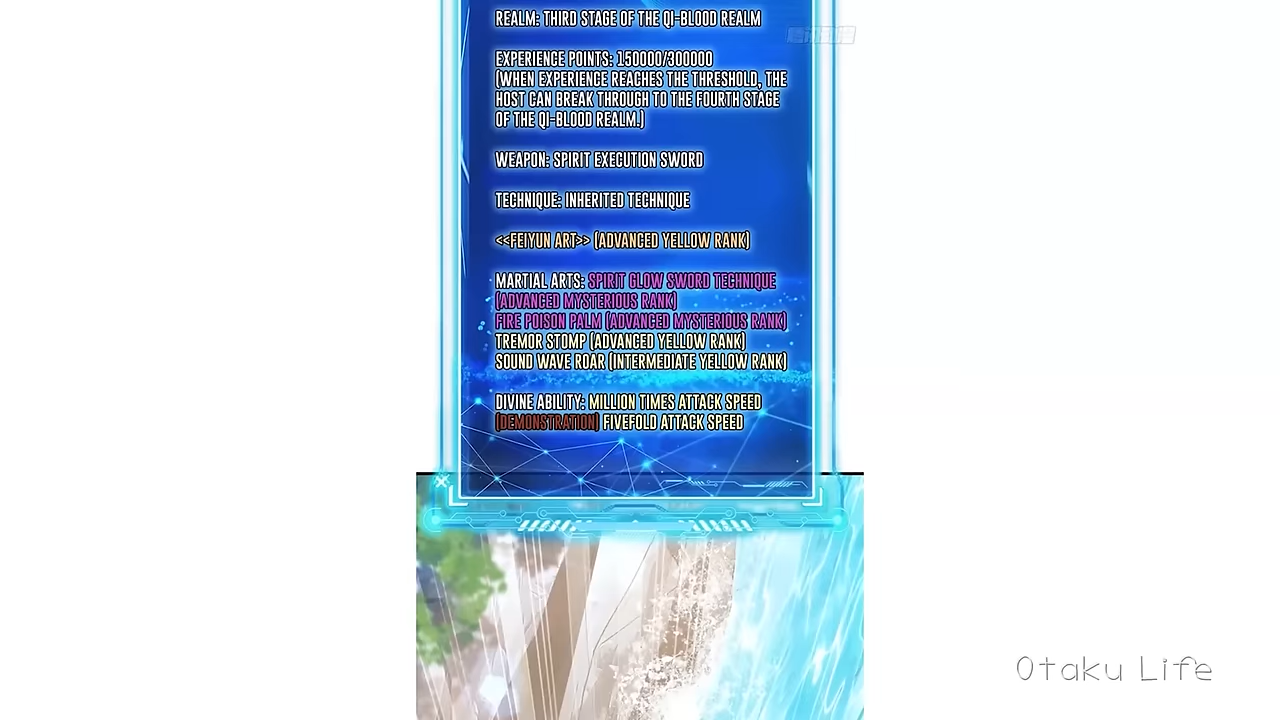 REALM: THIRD STAGE OF THE QI-BLOOD REALM
EXPERIENCE POINTS: 150000/300000
(WHEN EXPERIENCE REACHES THE THRESHOLD, THE
HOST CAN BREAK THROUGH TO THE FOURTH STAGE
OF THE QI-BLOOD REALM.)
WEAPON: SPIRIT EXECUTION SWORD
TECHNIQUE: INHERITED TECHNIQUE
<<FEIYUN ART>> (ADVANCED YELLOW RANK)
MARTIAL ARTS: SPIRIT GLOW SWORD TECHNIQUE
(ADVANCED MYSTERIOUS RANK)
FIRE POISON PALM (ADVANCED MYSTERIOUS RANK)
TREMOR STOMP (ADVANCED YELLOW RANK)
SOUND WAVE ROAR (INTERMEDIATE YELLOW RANK)
DIVINE ABILITY: MILLION TIMES ATTACK SPEED
(DEMONSTRATION) FIVEFOLD ATTACK SPEED
Otaku Life